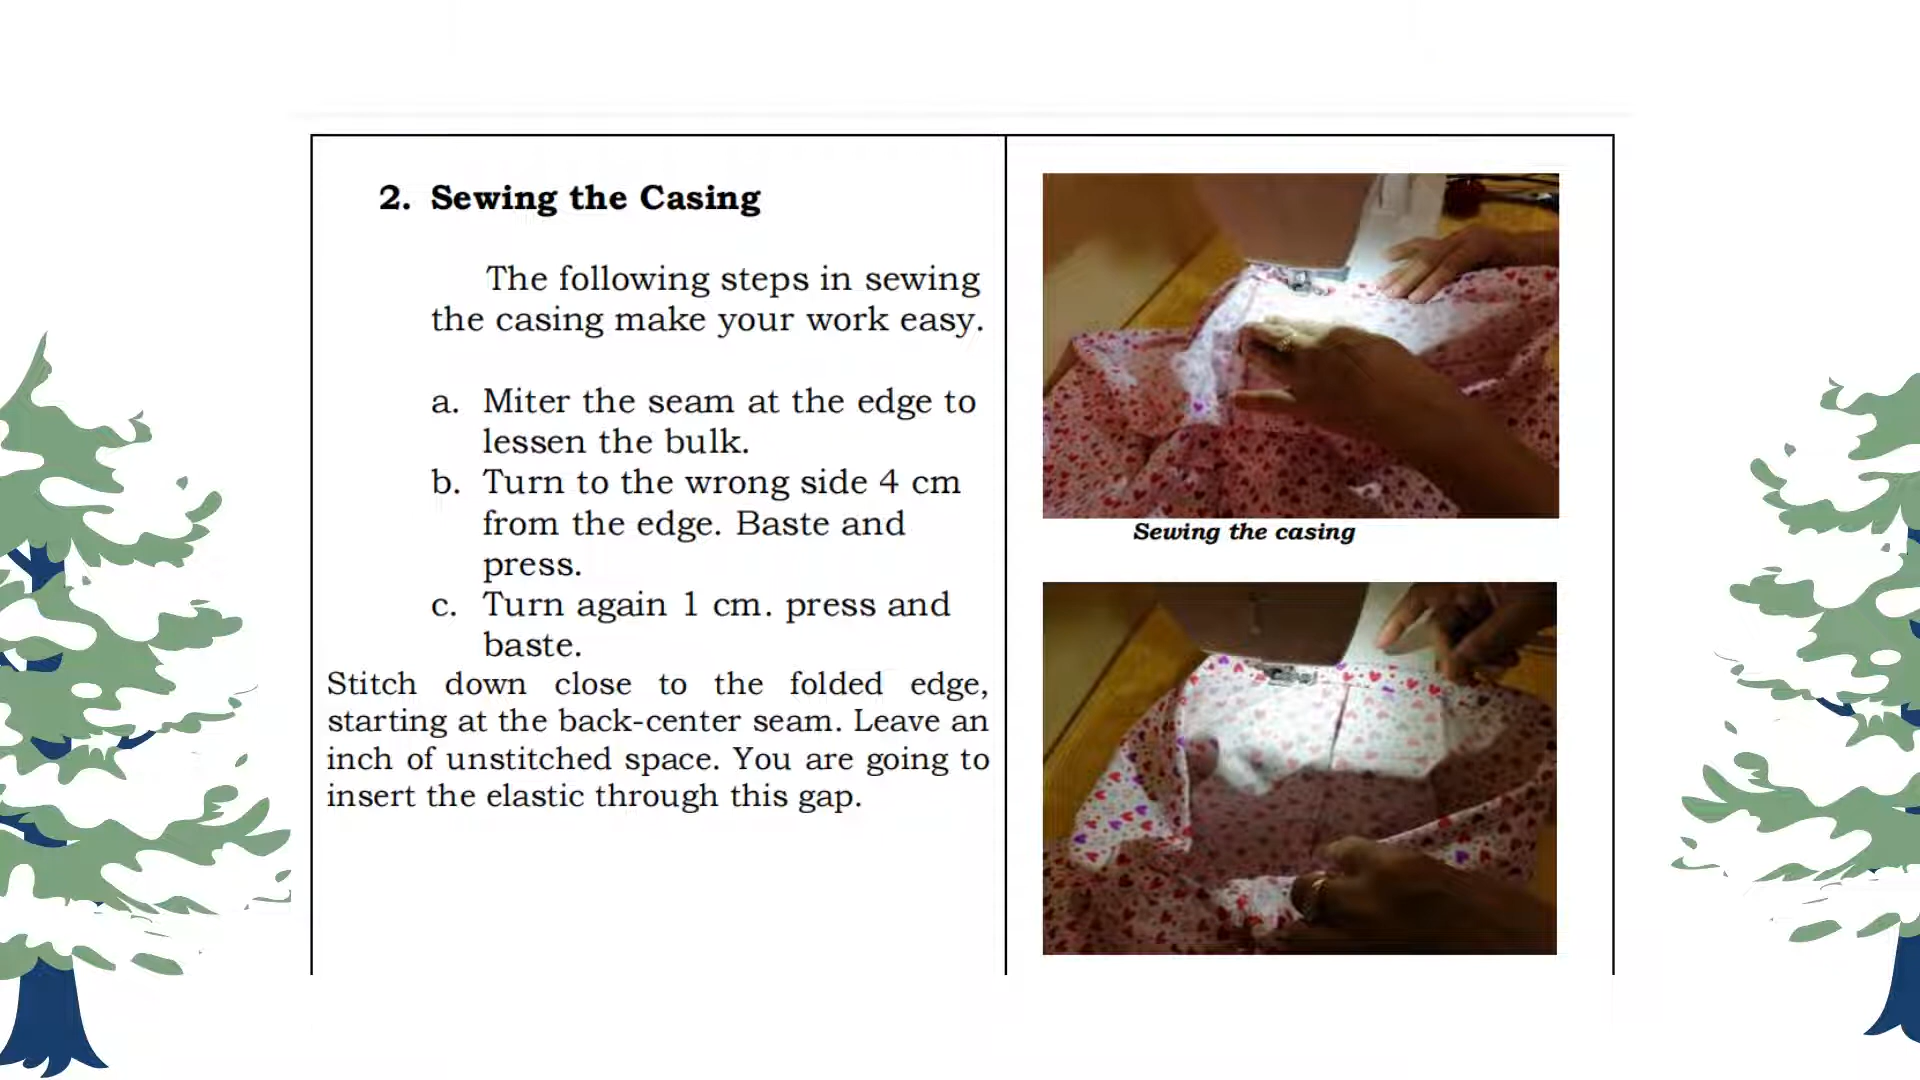 2. Sewing the Casing
The following steps in sewing
the casing make your work easy.
a. Miter the seam at the edge to
lessen the bulk.
b. Turn to the wrong side 4 cm
from the edge. Baste and
press.
c. Turn again 1 cm. press and
baste.
Stitch down close to the folded edge,
starting at the back-center seam. Leave an
inch of unstitched space. You are going to
insert the elastic through this gap.
Sewing the casing